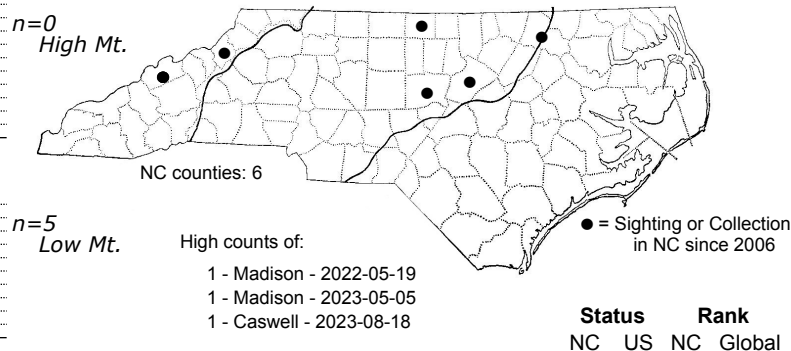 n=0
High Mt.
NC counties: 6
n=5
Low Mt.
High counts of:
1 - Madison - 2022-05-19
1 - Madison - 2023-05-05
1 - Caswell - 2023-08-18
● = Sighting or Collection
in NC since 2006
Status Rank
NC US NC Global